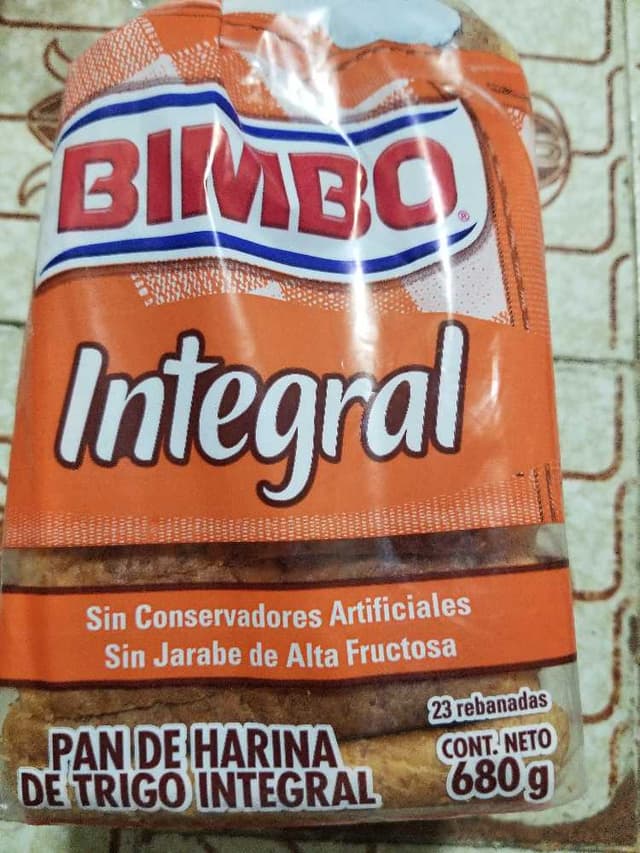 BIMBO®
Integral
Sin Conservadores Artificiales
Sin Jarabe de Alta Fructosa
23 rebanadas
PAN DE HARINA
DE TRIGO INTEGRAL
CONT. NETO
680 g